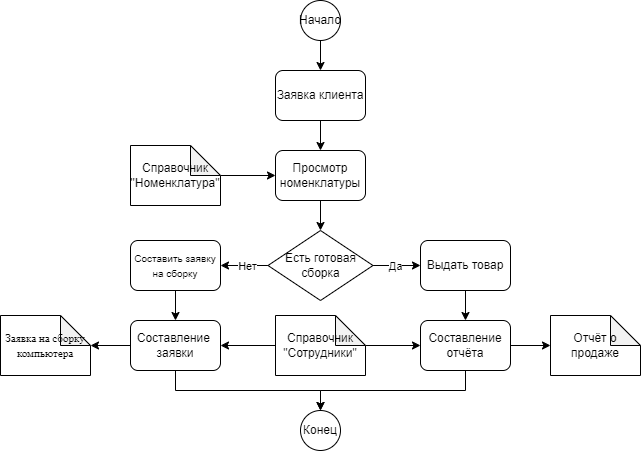 Начало
Заявка клиента
Справочник
"Номенклатура"
Просмотр
номенклатуры
Составить заявку
на сборку
Нет
Есть готовая
сборка
Да
Выдать товар
Заявка на сборку
компьютера
Составление
заявки
Справочник
"Сотрудники"
Составление
отчёта
Отчёт о
продаже
Конец